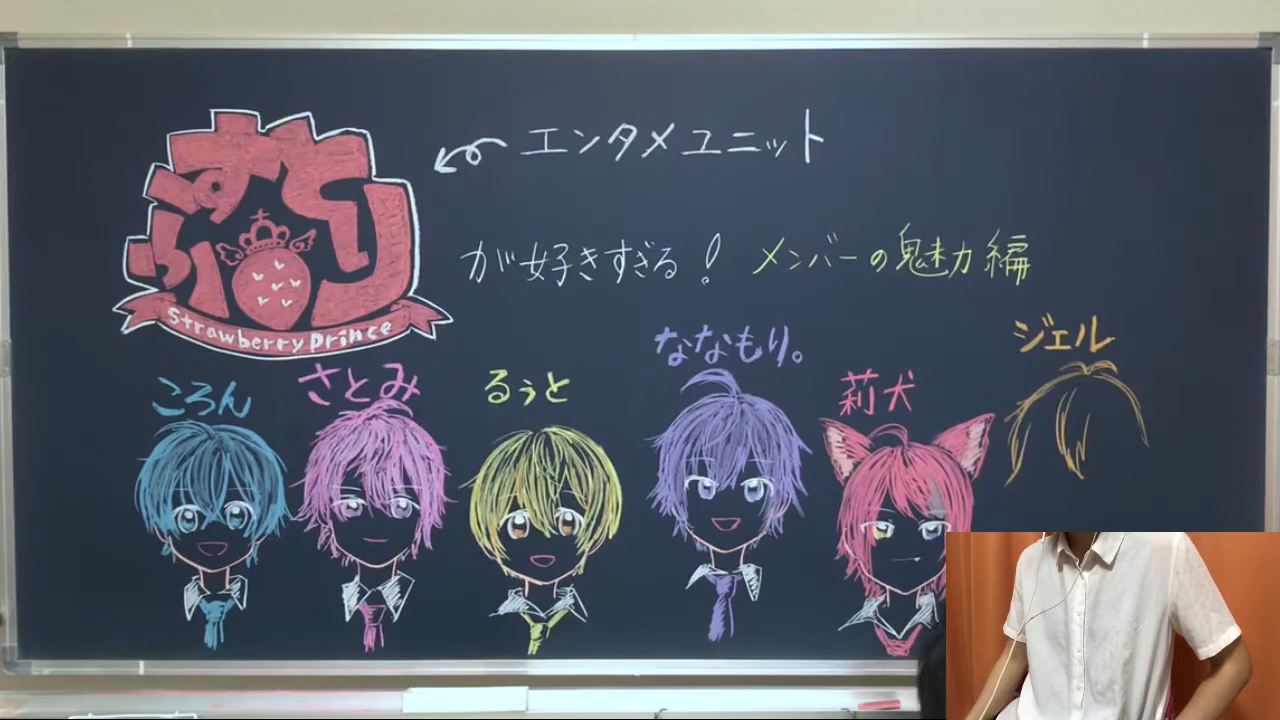 すとぷり
Strawberry Prince
エンタメユニット
が好きすぎる！ メンバーの魅力編
ころん
さとみ
るぅと
ななもり。
莉犬
ジェル